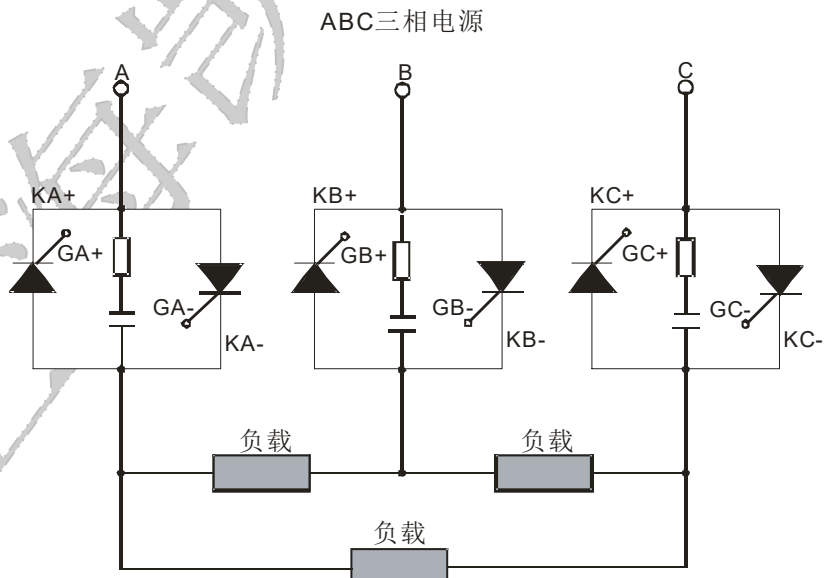 ABC三相电源
A
B
C
KA+
KB+
KC+
GA+
GB+
GC+
GA-
GB-
GC-
KA-
KB-
KC-
负载
负载
负载